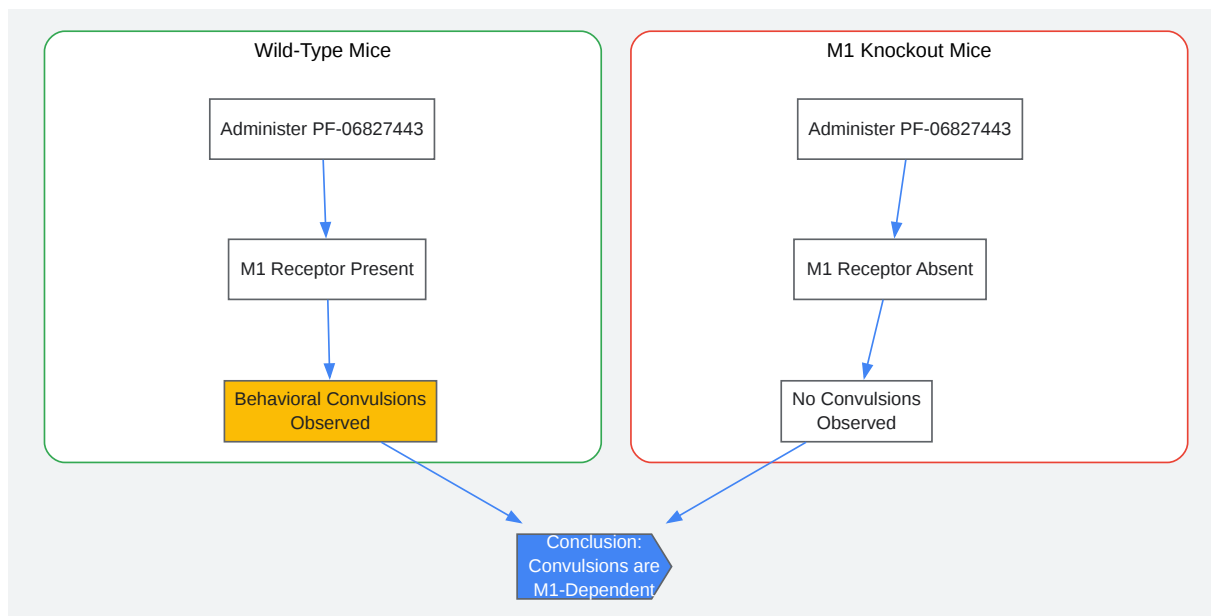 Wild-Type Mice
Administer PF-06827443
M1 Receptor Present
Behavioral Convulsions
Observed
M1 Knockout Mice
Administer PF-06827443
M1 Receptor Absent
No Convulsions
Observed
Conclusion:
Convulsions are
M1-Dependent